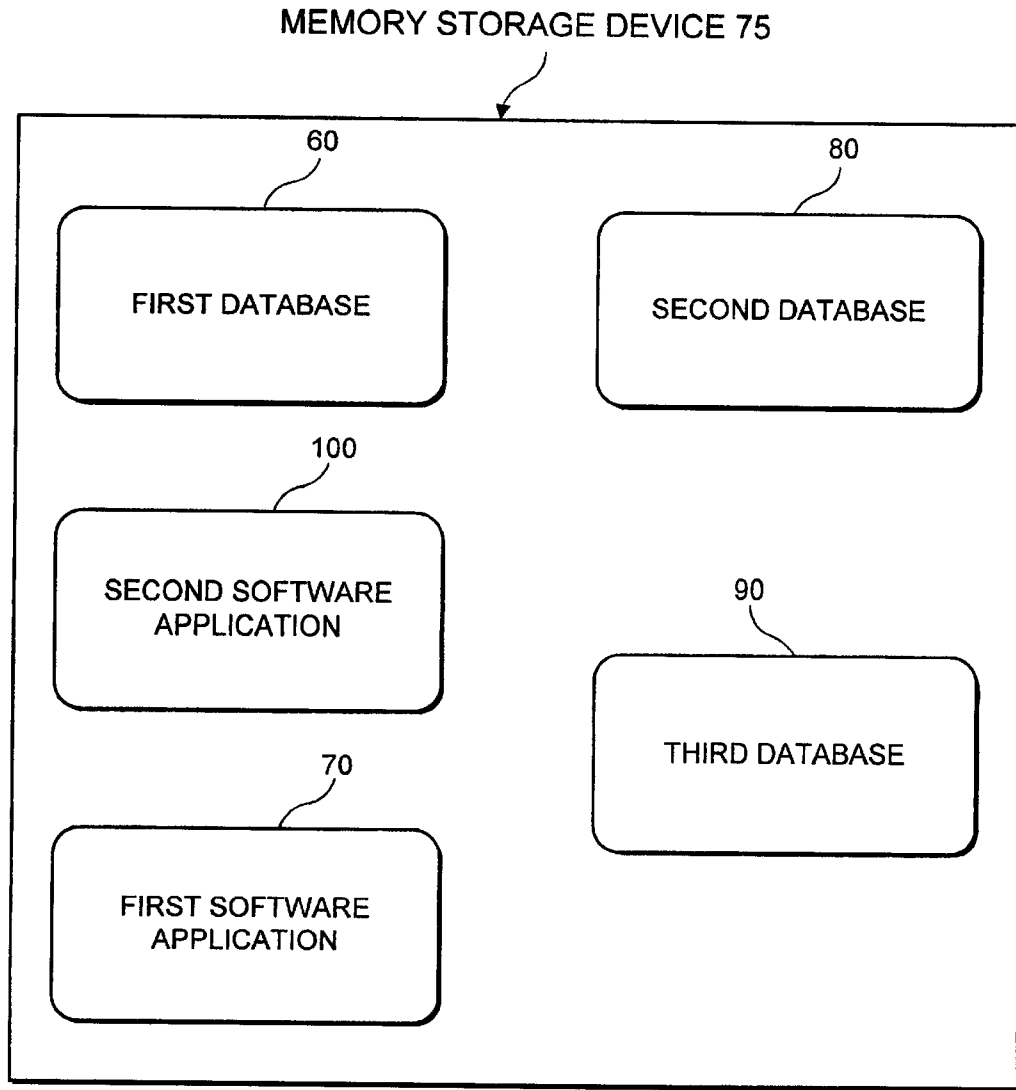 MEMORY STORAGE DEVICE 75
60
FIRST DATABASE
80
SECOND DATABASE
100
SECOND SOFTWARE
APPLICATION
90
THIRD DATABASE
70
FIRST SOFTWARE
APPLICATION